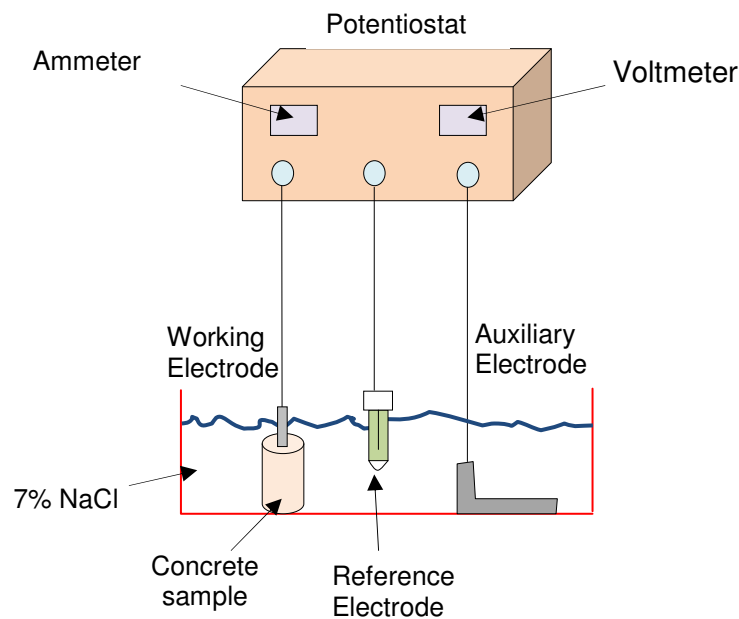 Potentiostat
Ammeter
Voltmeter
Working
Electrode
Auxiliary
Electrode
7% NaCl
Concrete
sample
Reference
Electrode